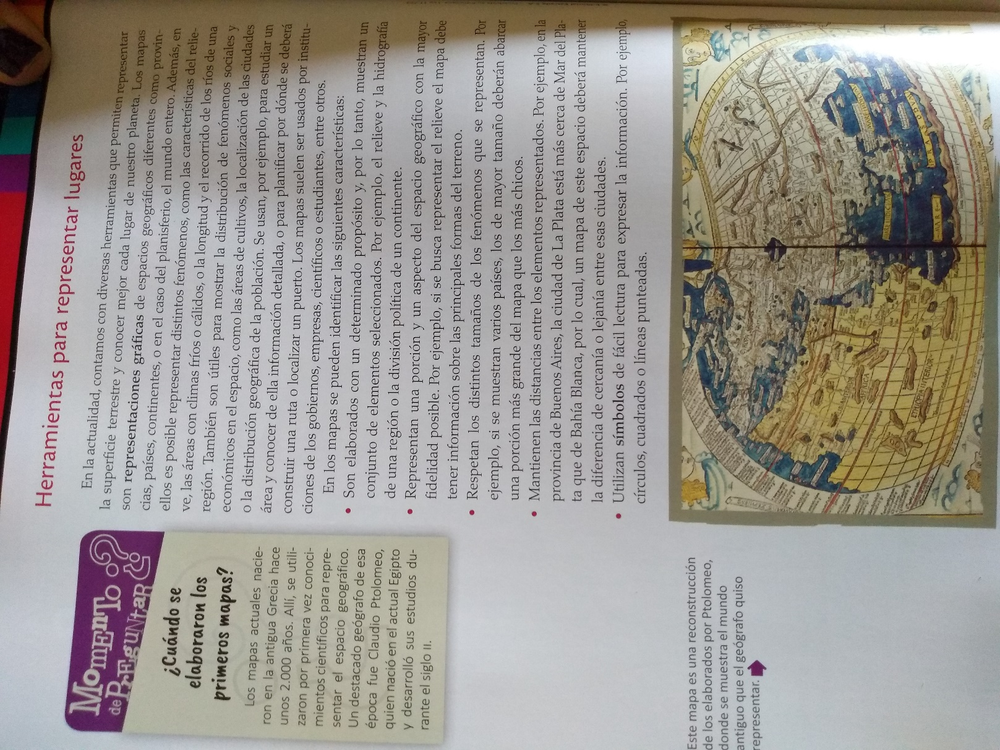 Herramientas para representar lugares
En la actualidad, contamos con diversas herramientas que permiten representar
la superficie terrestre y conocer mejor cada lugar de nuestro planeta. Los mapas
son representaciones gráficas de espacios geográficos diferentes como provin-
cias, países, continentes, o en el caso del planisferio, el mundo entero. Además, en
ellos es posible representar distintos fenómenos, como las características del relie-
ve, las áreas con climas fríos o cálidos, o la longitud y el recorrido de los ríos de una
región. También son útiles para mostrar la distribución de fenómenos sociales y
económicos en el espacio, como las áreas de cultivos, la localización de las ciudades
o la distribución geográfica de la población. Se usan, por ejemplo, para estudiar un
área y conocer de ella información detallada, o para planificar por dónde se deberá
construir una ruta o localizar un puerto. Los mapas suelen ser usados por institu-
ciones de los gobiernos, empresas, científicos o estudiantes, entre otros.
En los mapas se pueden identificar las siguientes características:
• Son elaborados con un determinado propósito y, por lo tanto, muestran un
conjunto de elementos seleccionados. Por ejemplo, el relieve y la hidrografía
de una región o la división política de un continente.
• Representan una porción y un aspecto del espacio geográfico con la mayor
fidelidad posible. Por ejemplo, si se busca representar el relieve el mapa debe
tener información sobre las principales formas del terreno.
• Respetan los distintos tamaños de los fenómenos que se representan. Por
ejemplo, si se muestran varios países, los de mayor tamaño deberán abarcar
una porción más grande del mapa que los más chicos.
• Mantienen las distancias entre los elementos representados. Por ejemplo, en la
provincia de Buenos Aires, la ciudad de La Plata está más cerca de Mar del Pla-
ta que de Bahía Blanca, por lo cual, un mapa de este espacio deberá mantener
la diferencia de cercanía o lejanía entre esas ciudades.
• Utilizan símbolos de fácil lectura para expresar la información. Por ejemplo,
círculos, cuadrados o líneas punteadas.
MOMENTO
de PREGUNTAR
¿Cuándo se
elaboraron los
primeros mapas?
Los mapas actuales nacie-
ron en la antigua Grecia hace
unos 2.000 años. Allí, se utili-
zaron por primera vez conoci-
mientos científicos para repre-
sentar el espacio geográfico.
Un destacado geógrafo de esa
época fue Claudio Ptolomeo,
quien nació en el actual Egipto
y desarrolló sus estudios du-
rante el siglo II.
Este mapa es una reconstrucción
de los elaborados por Ptolomeo,
donde se muestra el mundo
antiguo que el geógrafo quiso
representar.
ETHIOPIA INTERIOR
MARE